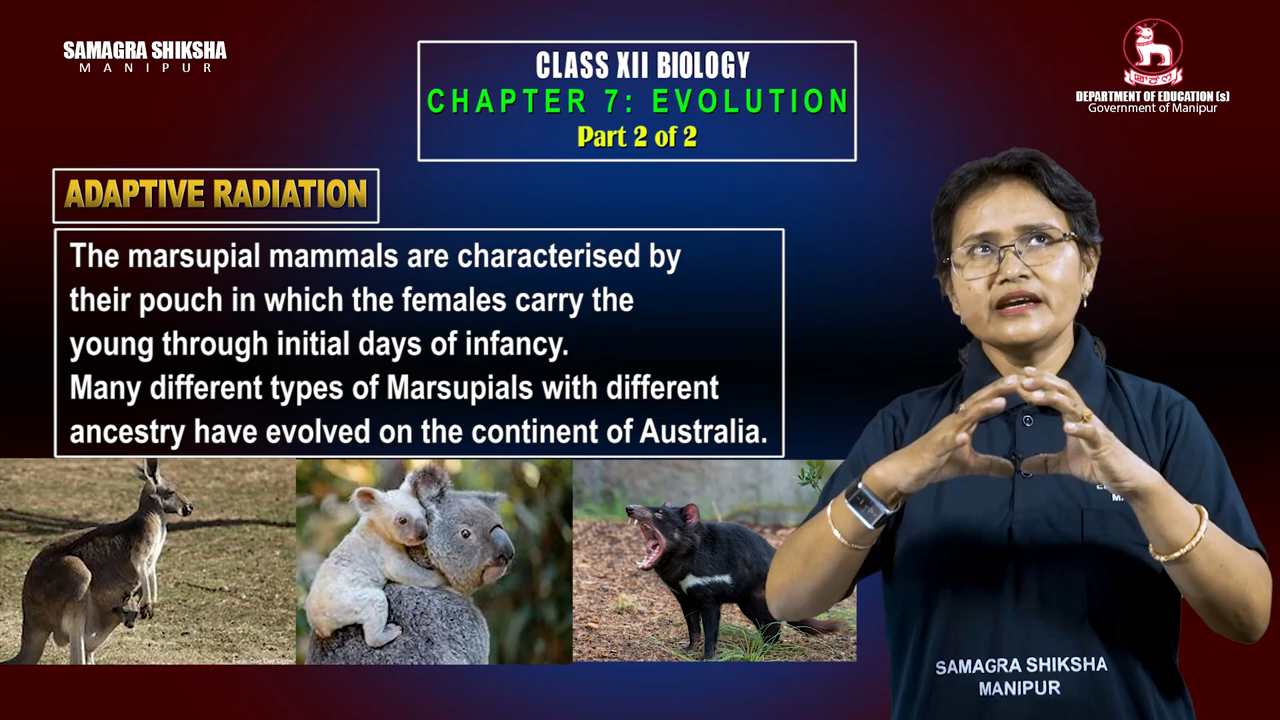 SAMAGRA SHIKSHA
MANIPUR
CLASS XII BIOLOGY
CHAPTER 7: EVOLUTION
Part 2 of 2
DEPARTMENT OF EDUCATION (s)
Government of Manipur
ADAPTIVE RADIATION
The marsupial mammals are characterised by
their pouch in which the females carry the
young through initial days of infancy.
Many different types of Marsupials with different
ancestry have evolved on the continent of Australia.
SAMAGRA SHIKSHA
MANIPUR